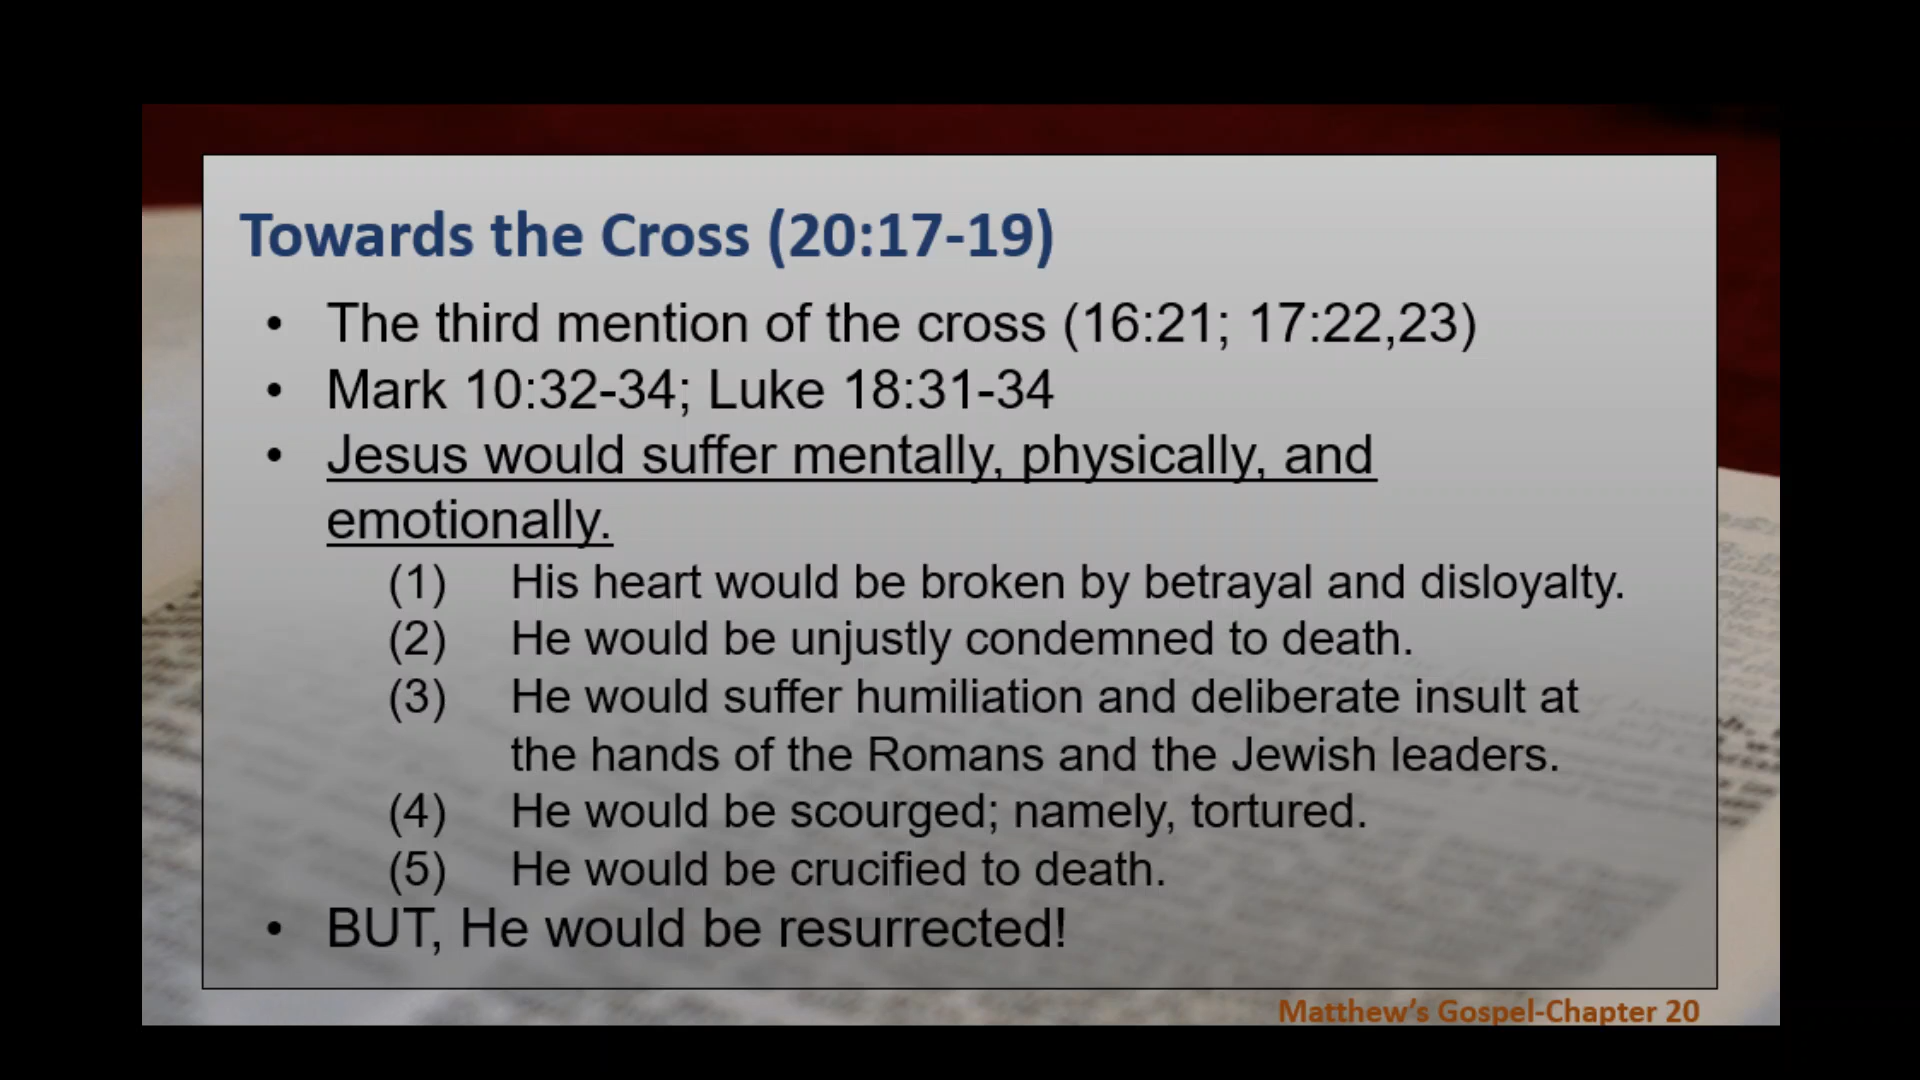 Towards the Cross (20:17-19)
• The third mention of the cross (16:21; 17:22,23)
• Mark 10:32-34; Luke 18:31-34
• Jesus would suffer mentally, physically, and
emotionally.
(1) His heart would be broken by betrayal and disloyalty.
(2) He would be unjustly condemned to death.
(3) He would suffer humiliation and deliberate insult at
the hands of the Romans and the Jewish leaders.
(4) He would be scourged; namely, tortured.
(5) He would be crucified to death.
• BUT, He would be resurrected!
Matthew’s Gospel-Chapter 20